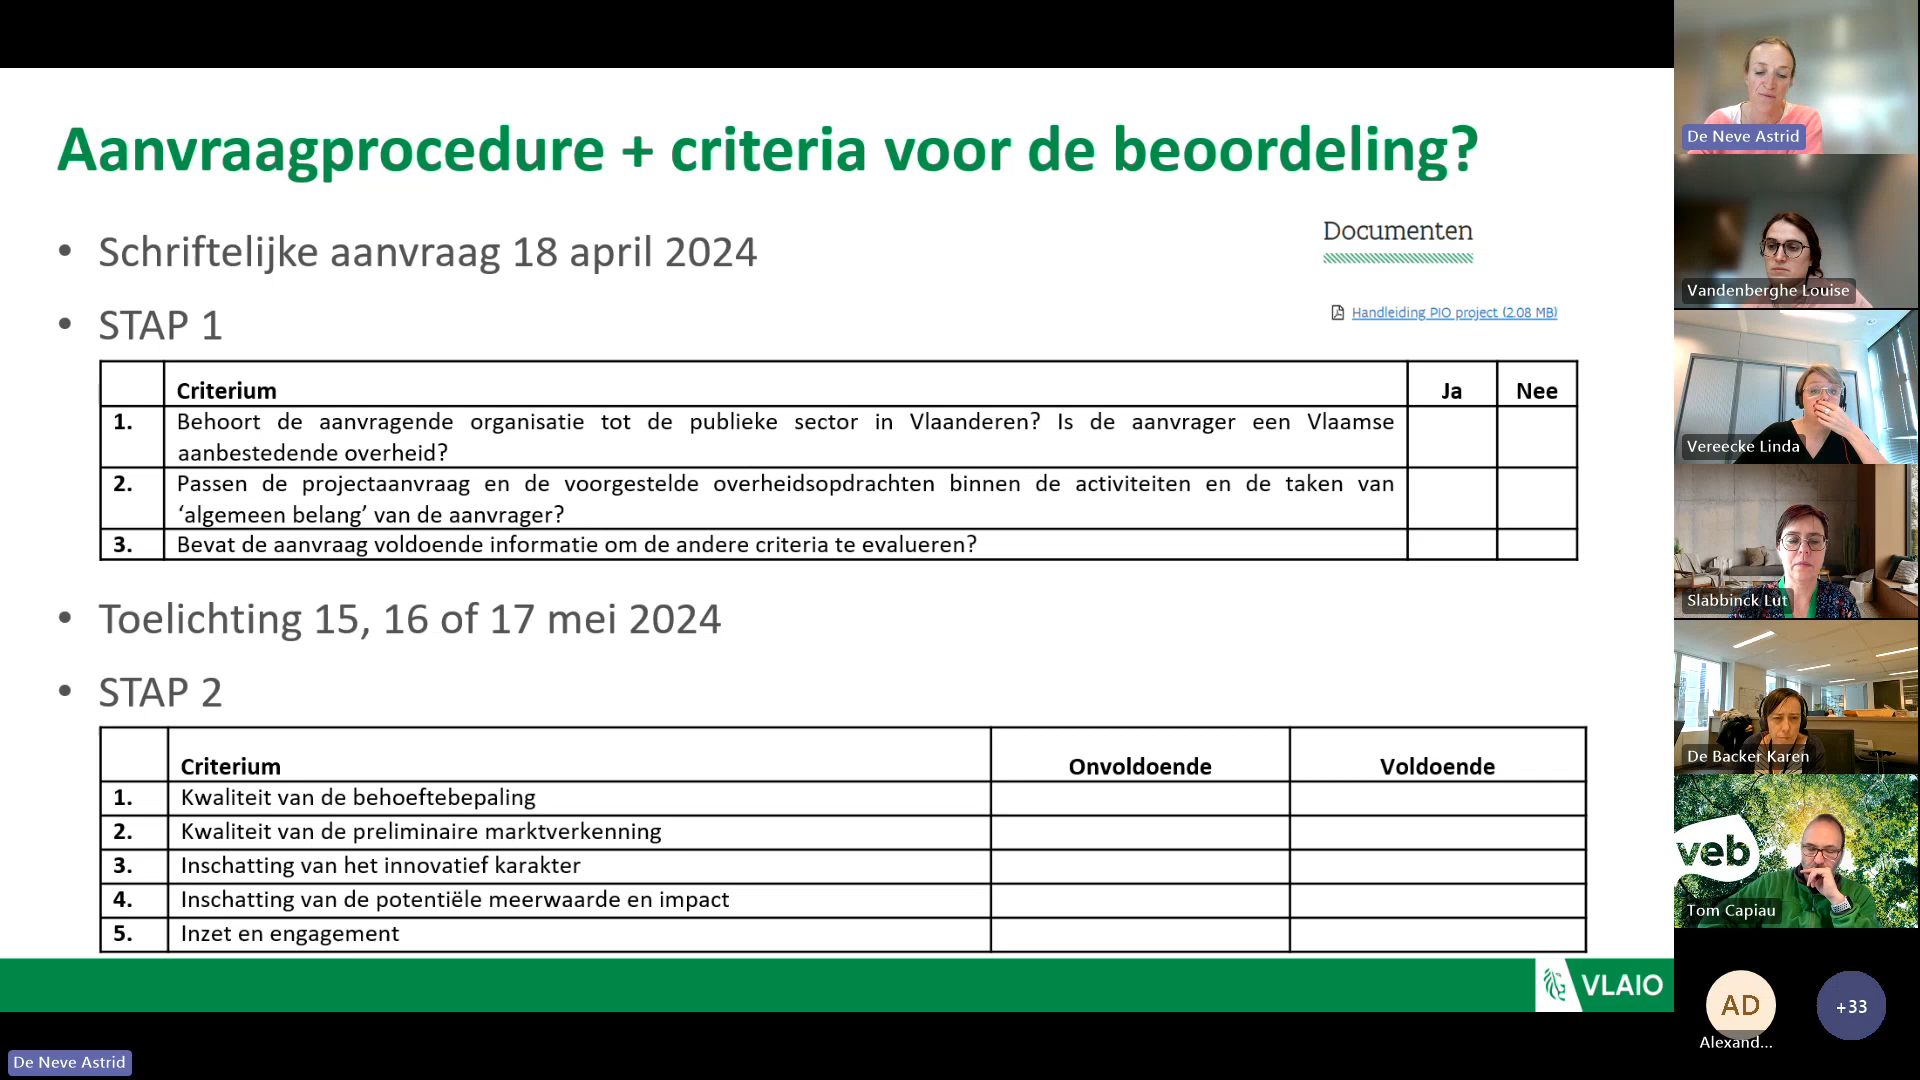 Aanvraagprocedure + criteria voor de beoordeling?
• Schriftelijke aanvraag 18 april 2024
Documenten
Handleiding PIO project (2.08 MB)
• STAP 1
Criterium Ja Nee
1. Behoort de aanvragende organisatie tot de publieke sector in Vlaanderen? Is de aanvrager een Vlaamse
aanbestedende overheid?
2. Passen de projectaanvraag en de voorgestelde overheidsopdrachten binnen de activiteiten en de taken van
‘algemeen belang’ van de aanvrager?
3. Bevat de aanvraag voldoende informatie om de andere criteria te evalueren?
• Toelichting 15, 16 of 17 mei 2024
• STAP 2
Criterium Onvoldoende Voldoende
1. Kwaliteit van de behoeftebepaling
2. Kwaliteit van de preliminaire marktverkenning
3. Inschatting van het innovatief karakter
4. Inschatting van de potentiële meerwaarde en impact
5. Inzet en engagement
VLAIO
De Neve Astrid
De Neve Astrid
Vandenberghe Louise
Vereecke Linda
Slabbinck Lut
De Backer Karen
veb
Tom Capiau
AD
+33
Alexand...